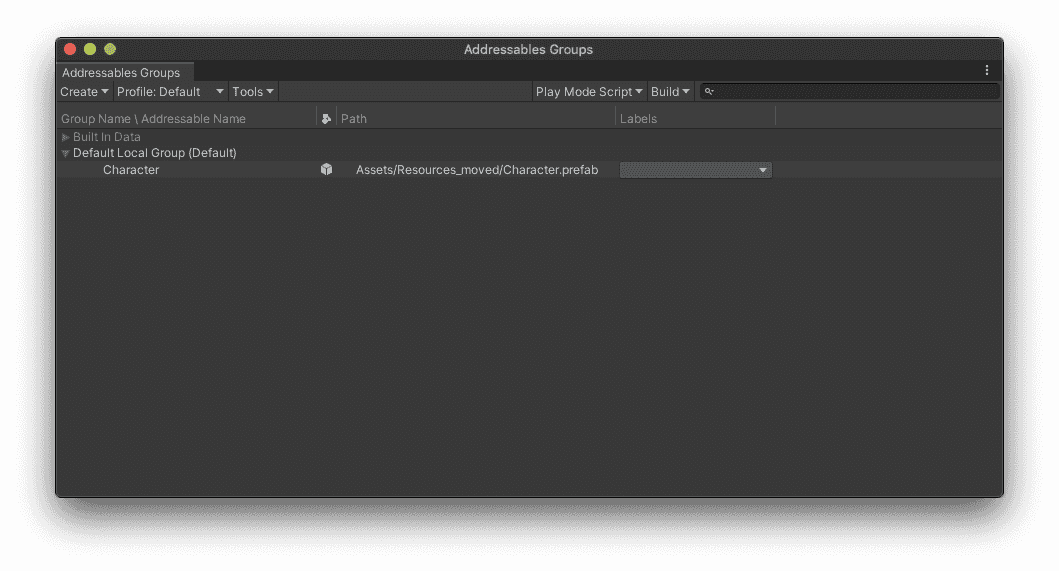 Addressables Groups
Addressables Groups
Create Profile: Default Tools Play Mode Script Build
Group Name \ Addressable Name Path Labels
Built In Data
Default Local Group (Default)
Character Assets/Resources_moved/Character.prefab